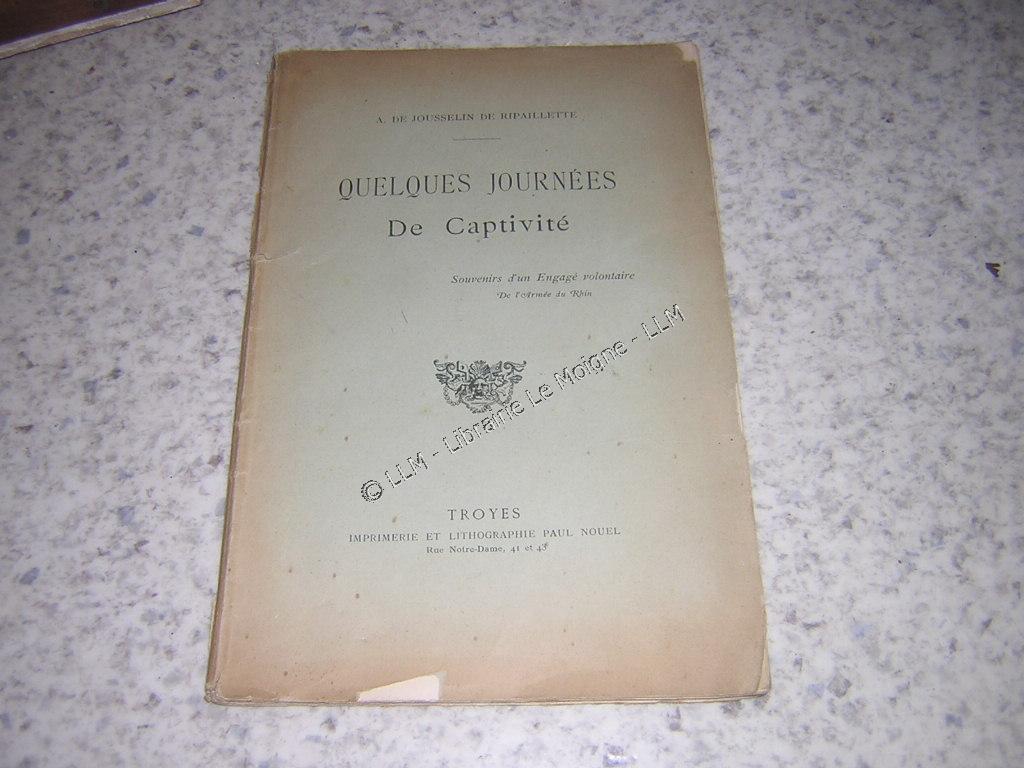 A. DE JOUSSELIN DE RIPAILLETTE
QUELQUES JOURNÉES
De Captivité
Souvenirs d'un Engagé volontaire
De l'Armée du Rhin
© LLM - Librairie Le Moigne - LLM
TROYES
IMPRIMERIE ET LITHOGRAPHIE PAUL NOUEL
Rue Notre-Dame, 41 et 43